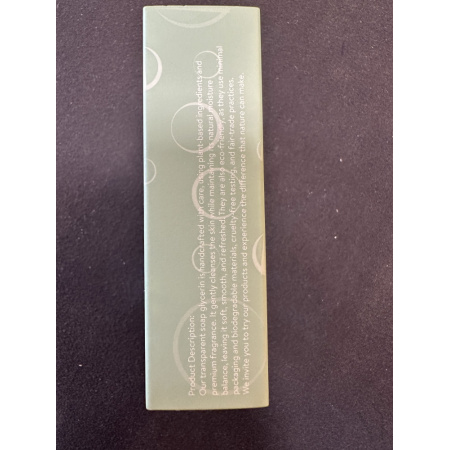 Product Description:
Our transparent soap glycerin is handcrafted with care, using plant-based ingredients and
premium fragrance. It gently cleanses the skin while maintaining its natural moisture
balance, leaving it soft, smooth, and refreshed. They are also eco-friendly, as they use minimal
packaging and biodegradable materials, cruelty-free testing, and fair-trade practices.
We invite you to try our products and experience the difference that nature can make.